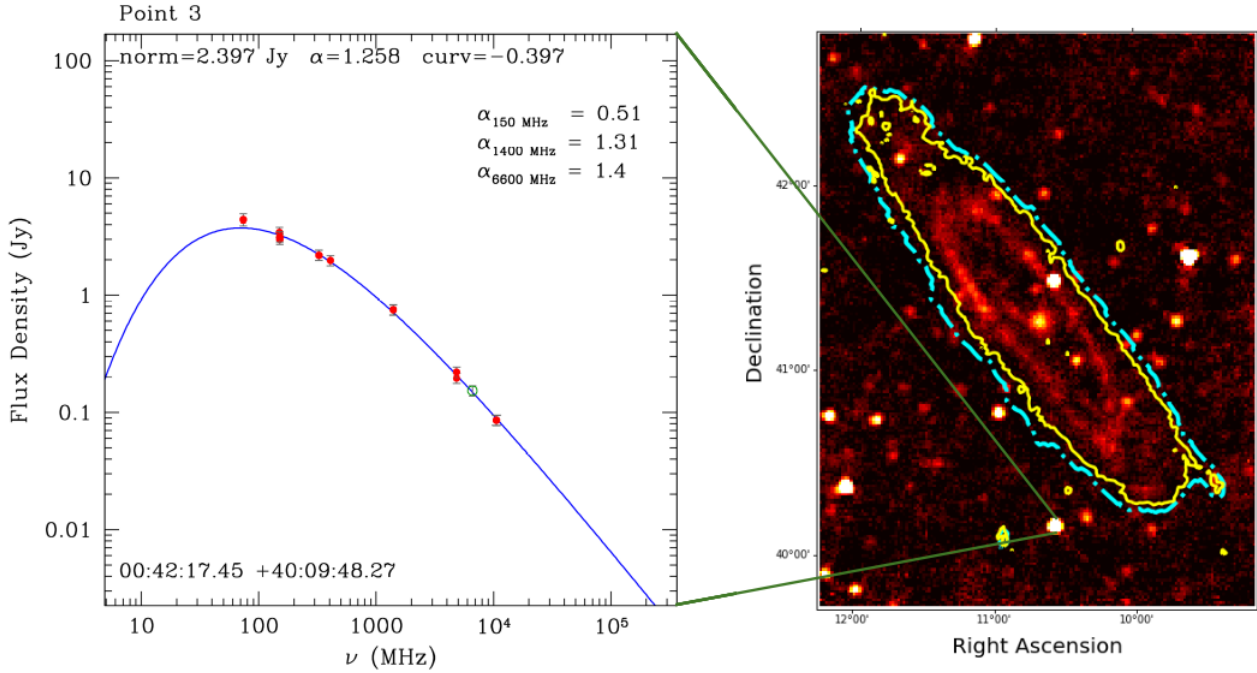 Point 3
norm=2.397 Jy α=1.258 curv=−0.397
α150 MHz = 0.51
α1400 MHz = 1.31
α6600 MHz = 1.4
100
10
1
0.1
0.01
Flux Density (Jy)
00:42:17.45 +40:09:48.27
10 100 1000 10⁴ 10⁵
ν (MHz)
42°00'
41°00'
40°00'
Declination
12°00' 11°00' 10°00'
Right Ascension